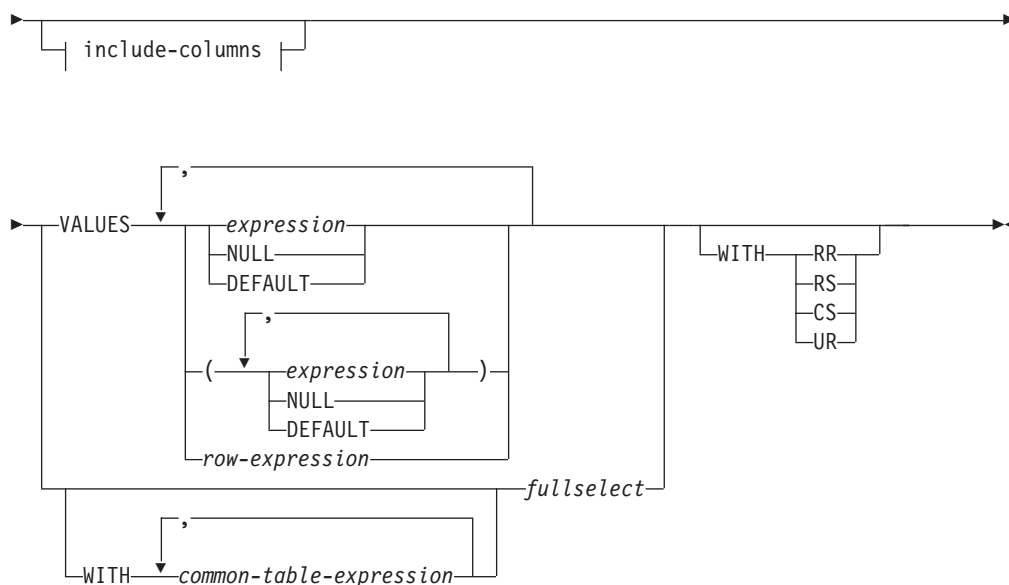 include-columns
,
VALUES expression
NULL
DEFAULT
WITH RR
RS
CS
UR
,
( expression )
NULL
DEFAULT
row-expression
fullselect
,
WITH common-table-expression